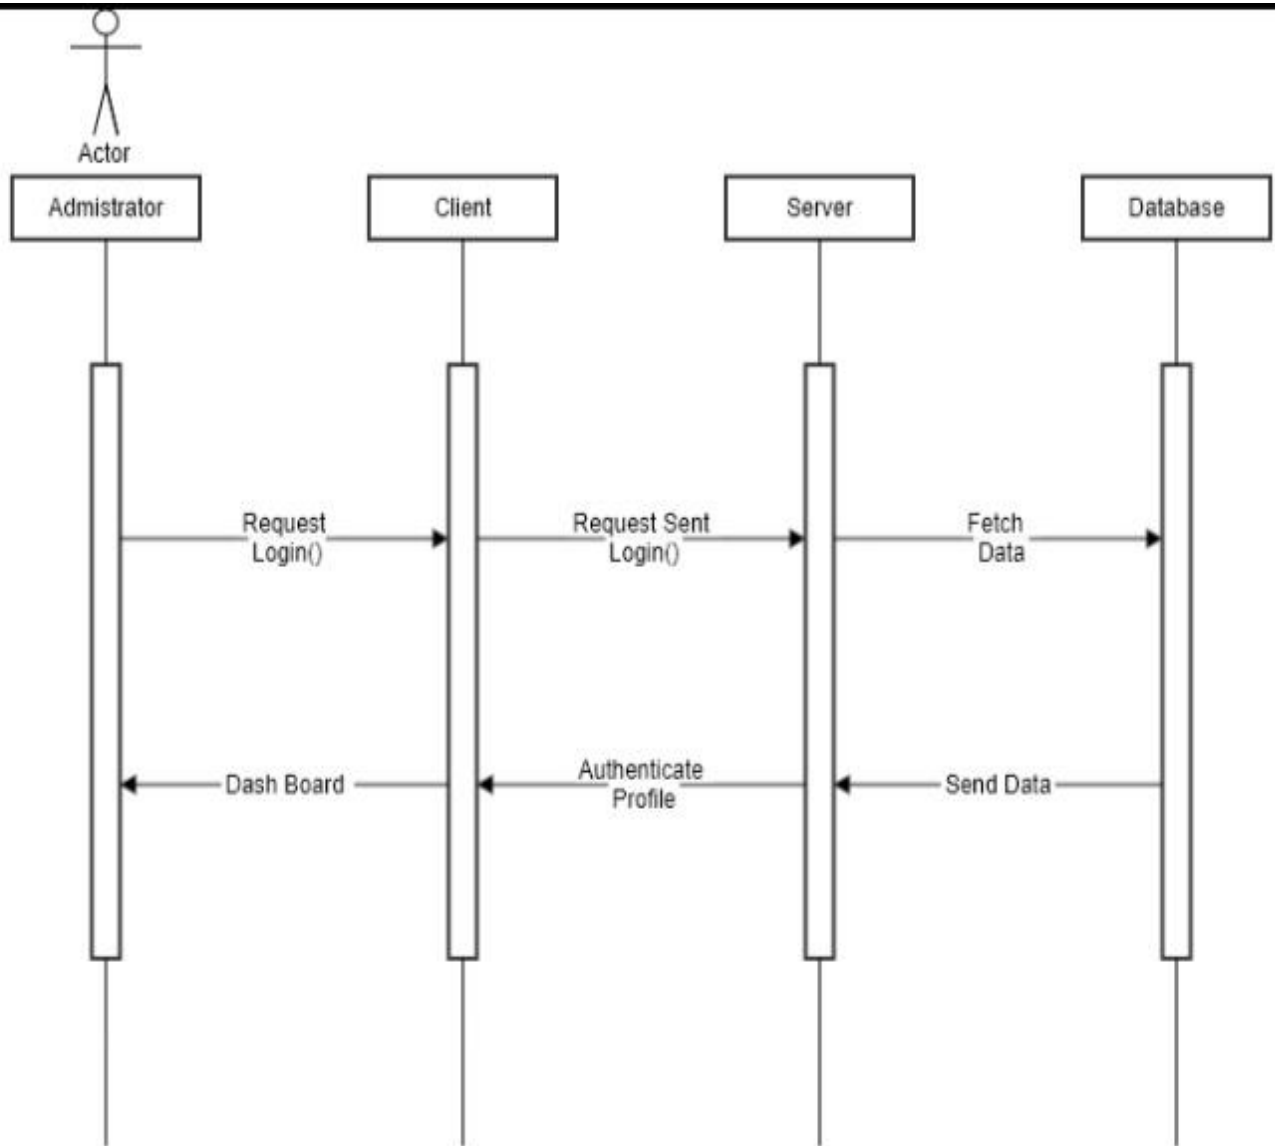 Actor
Admistrator
Client
Server
Database
Request
Login()
Request Sent
Login()
Fetch
Data
Dash Board
Authenticate
Profile
Send Data